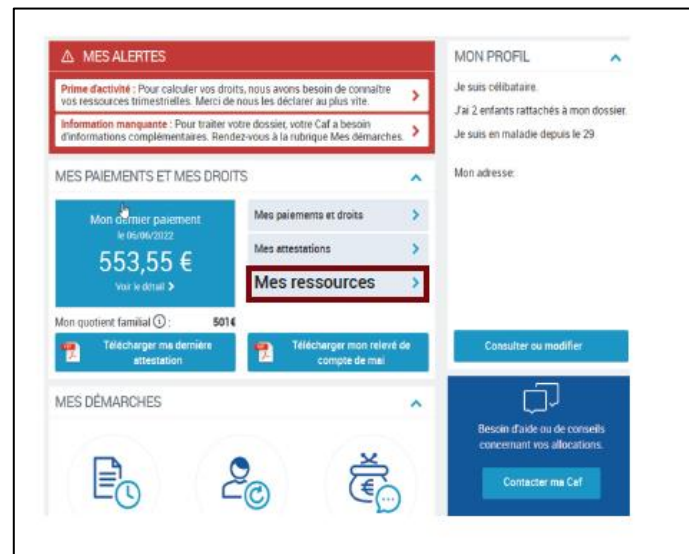 MES ALERTES
Prime d'activité : Pour calculer vos droits, nous avons besoin de connaître
vos ressources trimestrielles. Merci de nous les déclarer au plus vite.
Information manquante : Pour traiter votre dossier, votre Caf a besoin
d'informations complémentaires. Rendez-vous à la rubrique Mes démarches.
MES PAIEMENTS ET MES DROITS
Mon dernier paiement
le 06/06/2022
553,55 €
Voir le détail
Mes paiements et droits
Mes attestations
Mes ressources
Mon quotient familial : 501€
Télécharger ma dernière
attestation
Télécharger mon relevé de
compte de mai
MES DÉMARCHES
MON PROFIL
Je suis célibataire.
J'ai 2 enfants rattachés à mon dossier.
Je suis en maladie depuis le 29
Mon adresse:
Consulter ou modifier
Besoin d'aide ou de conseils
concernant vos allocations.
Contacter ma Caf